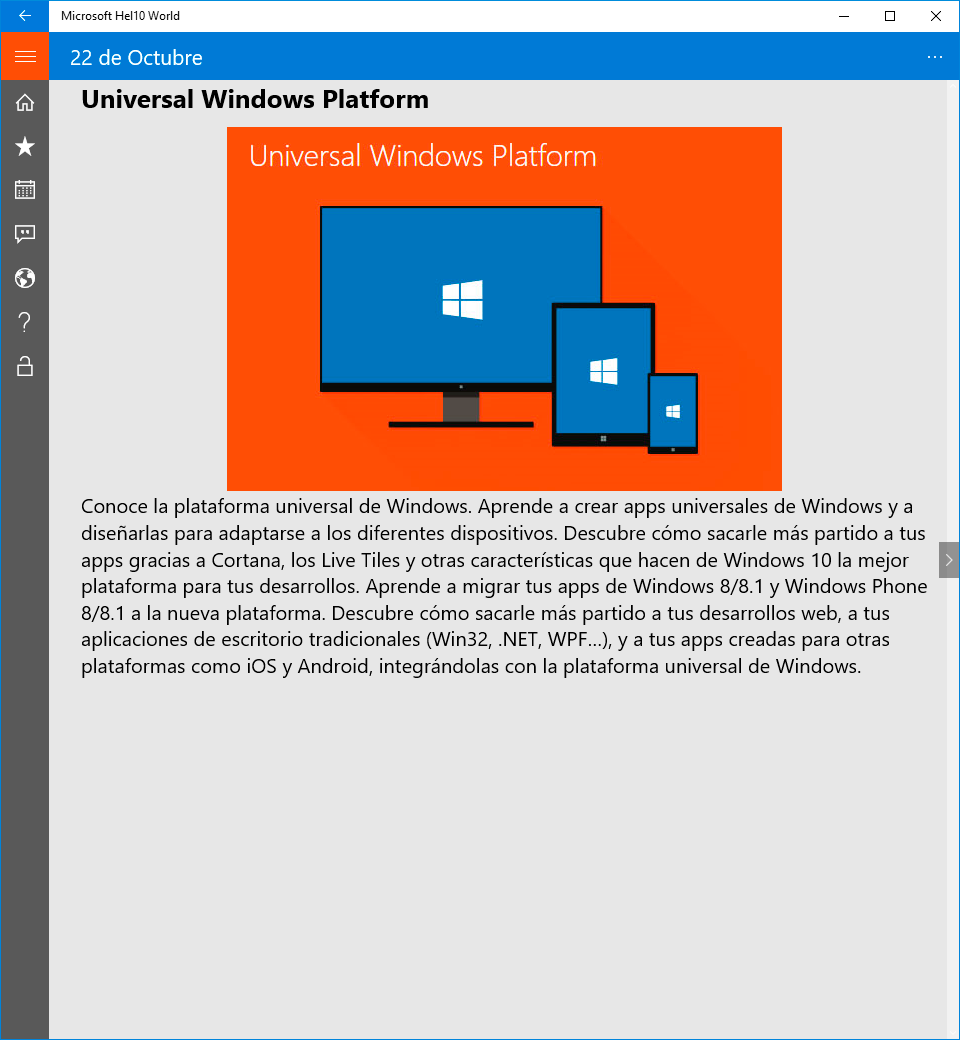 Microsoft Hel10 World
22 de Octubre
Universal Windows Platform
Universal Windows Platform
Conoce la plataforma universal de Windows. Aprende a crear apps universales de Windows y a
diseñarlas para adaptarse a los diferentes dispositivos. Descubre cómo sacarle más partido a tus
apps gracias a Cortana, los Live Tiles y otras características que hacen de Windows 10 la mejor
plataforma para tus desarrollos. Aprende a migrar tus apps de Windows 8/8.1 y Windows Phone
8/8.1 a la nueva plataforma. Descubre cómo sacarle más partido a tus desarrollos web, a tus
aplicaciones de escritorio tradicionales (Win32, .NET, WPF...), y a tus apps creadas para otras
plataformas como iOS y Android, integrándolas con la plataforma universal de Windows.